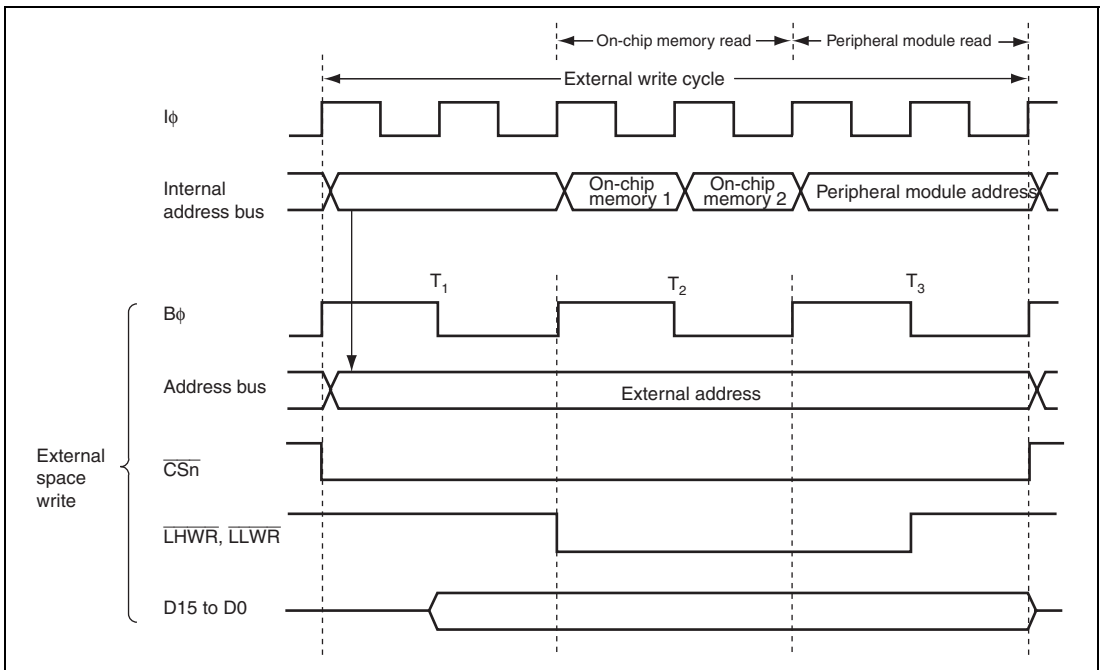 On-chip memory read
Peripheral module read
External write cycle
Iϕ
Internal
address bus
On-chip
memory 1
On-chip
memory 2
Peripheral module address
T1
T2
T3
Bϕ
Address bus
External address
External
space
write
CSn
LHWR, LLWR
D15 to D0